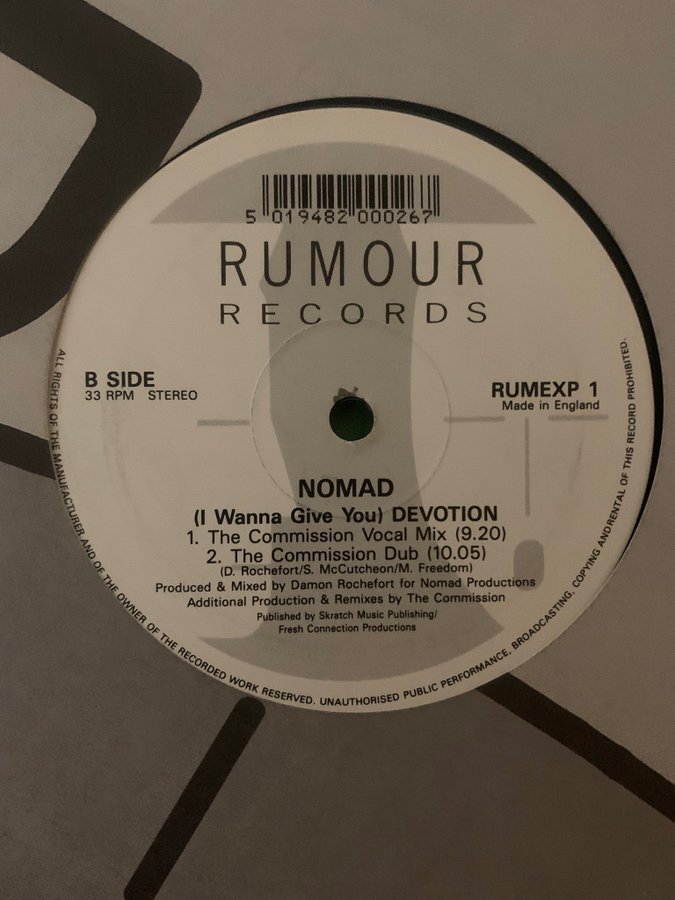 5 019482 000267
RUMOUR
RECORDS
B SIDE
33 RPM STEREO
RUMEXP 1
Made in England
NOMAD
(I Wanna Give You) DEVOTION
1. The Commission Vocal Mix (9.20)
2. The Commission Dub (10.05)
(D. Rochefort/S. McCutcheon/M. Freedom)
Produced & Mixed by Damon Rochefort for Nomad Productions
Additional Production & Remixes by The Commission
Published by Skratch Music Publishing/
Fresh Connection Productions
ALL RIGHTS OF THE MANUFACTURER AND OF THE OWNER OF THE RECORDED WORK RESERVED. UNAUTHORISED PUBLIC PERFORMANCE, BROADCASTING, COPYING ANDRENTAL OF THIS RECORD PROHIBITED.